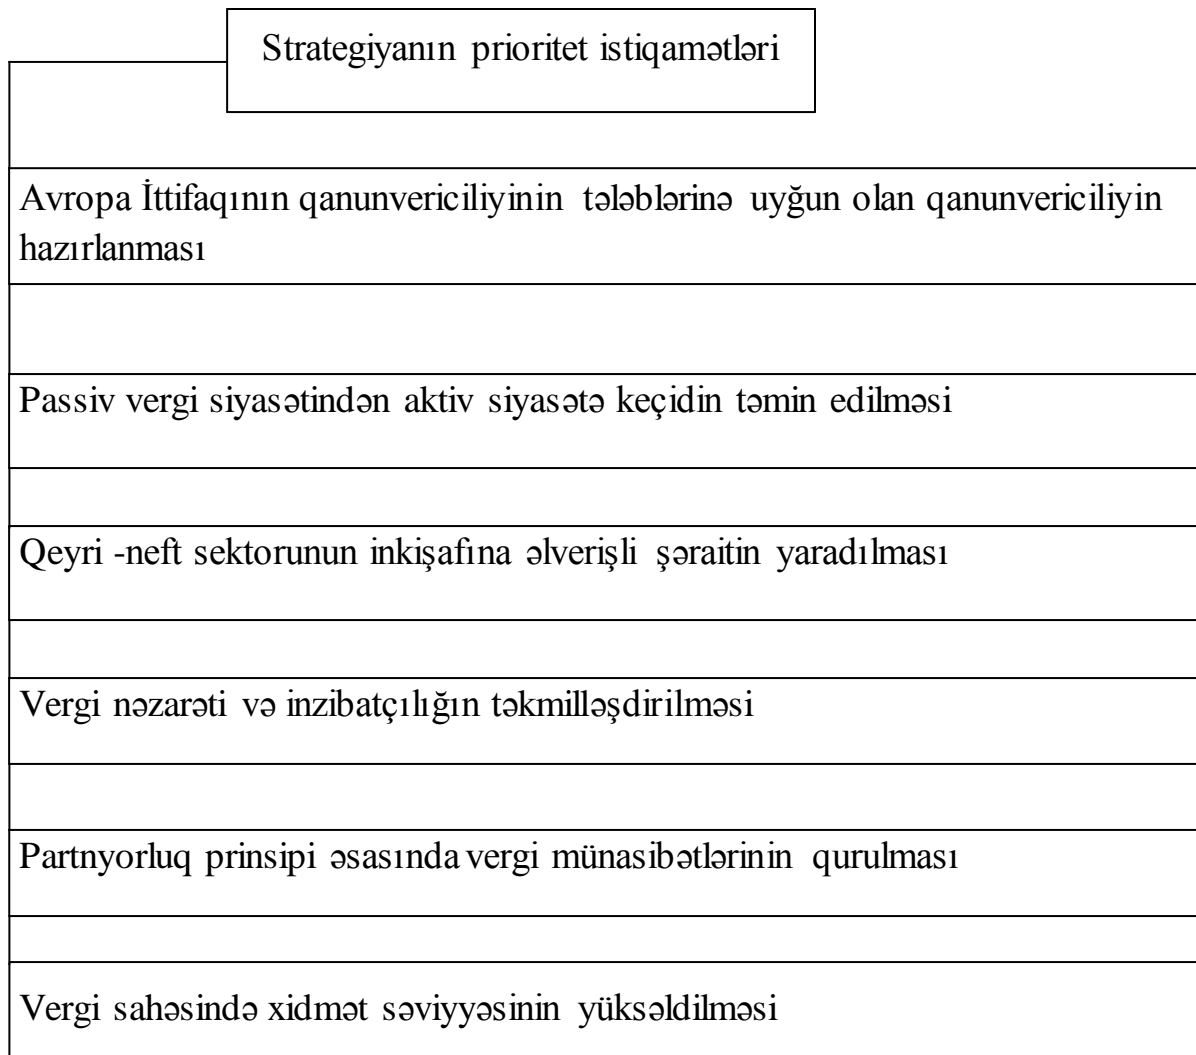 Strategiyanın prioritet istiqamətləri
Avropa İttifaqının qanunvericiliyinin tələblərinə uyğun olan qanunvericiliyin
hazırlanması
Passiv vergi siyasətindən aktiv siyasətə keçidin təmin edilməsi
Qeyri -neft sektorunun inkişafına əlverişli şəraitin yaradılması
Vergi nəzarəti və inzibatçılığın təkmilləşdirilməsi
Partnyorluq prinsipi əsasında vergi münasibətlərinin qurulması
Vergi sahəsində xidmət səviyyəsinin yüksəldilməsi